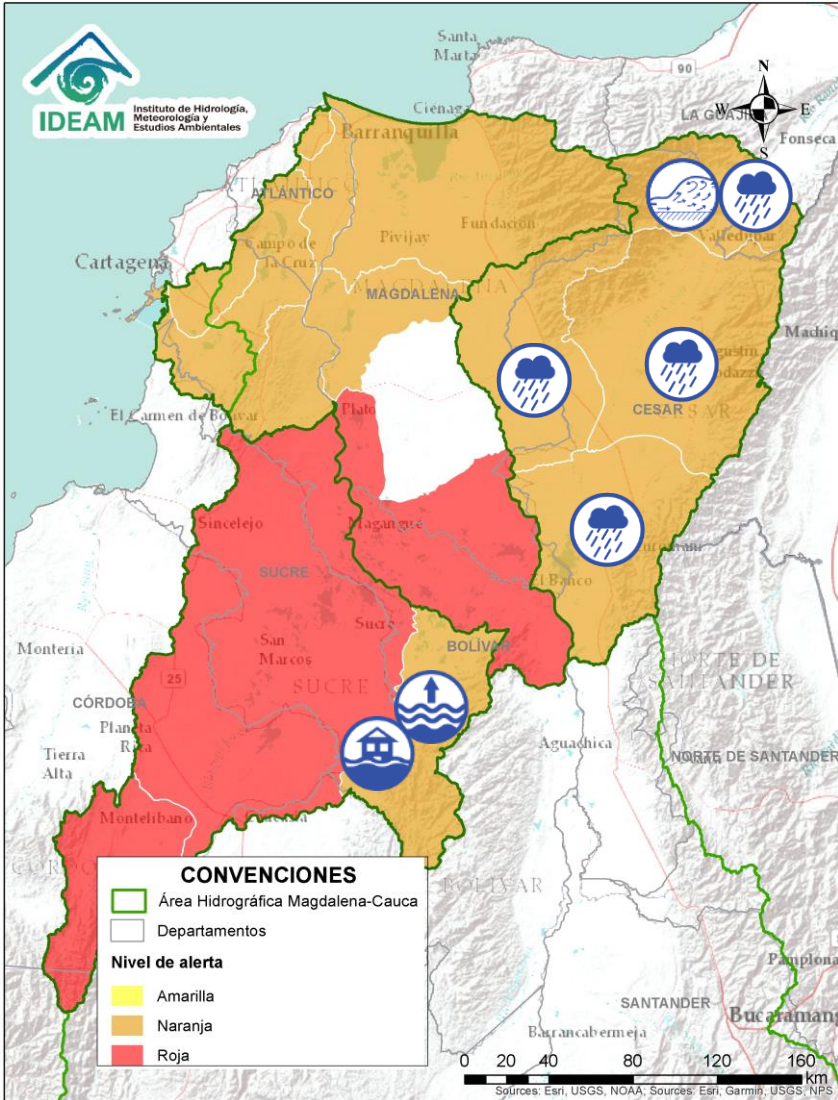 IDEAM
Instituto de Hidrología,
Meteorología y
Estudios Ambientales
Santa
Marta
90
N
W
E
S
LA GUAJIR
Ciénaga
Fonseca
Barranquilla
ATLÁNTICO
Valledupar
Fundación
Pivijay
Campo de
la Cruz
Cartagena
MAGDALENA
Machiq
CESAR
El Carmen de Bolívar
Plato
Sincelejo
Magangué
SUCRE
El Banco
Sucre
BOLÍVAR
Montería
San
Marcos
SUCRE
NORTE DE
SANTANDER
25
CÓRDOBA
Planeta
Rica
Tierra
Alta
Aguachica
NORTE DE SANTANDER
Montelíbano
BOLÍVAR
CONVENCIONES
Área Hidrográfica Magdalena-Cauca
Departamentos
Nivel de alerta
Amarilla
Naranja
Roja
Pamplona
SANTANDER
Bucaramang
Barrancabermeja
0 20 40 80 120 160
km
Sources: Esri, USGS, NOAA; Sources: Esri, Garmin, USGS, NPS